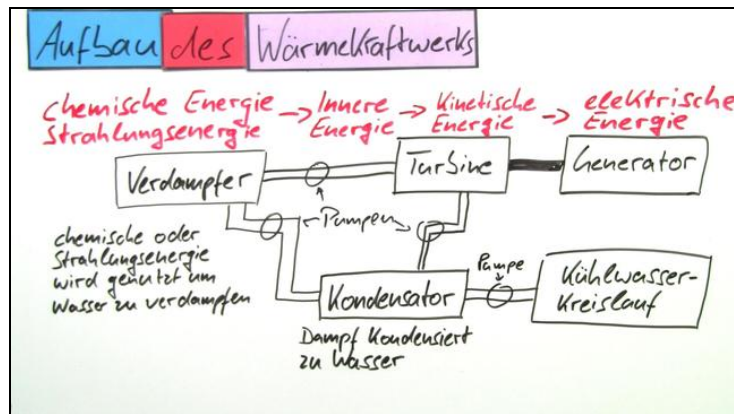 Aufbau des Wärmekraftwerks
chemische Energie
Strahlungsenergie
→ Innere
Energie
→ Kinetische
Energie
→ elektrische
Energie
Verdampfer
Turbine
Generator
Pumpen
chemische oder
Strahlungsenergie
wird genutzt um
Wasser zu verdampfen
Pumpe
Kondensator
Kühlwasser-
Kreislauf
Dampf Kondensiert
zu Wasser